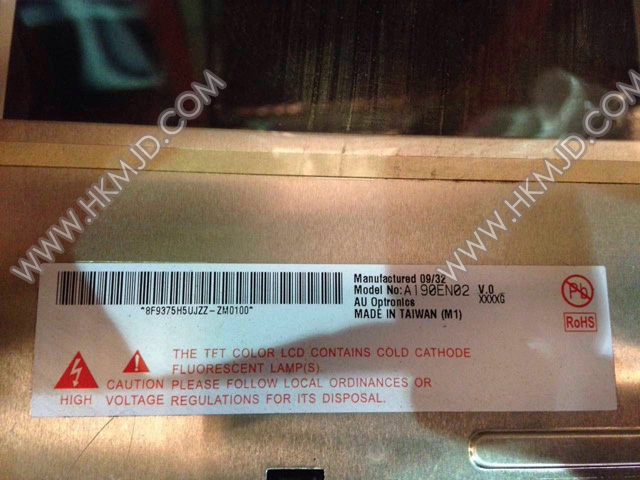 WWW.HKMJD.COM
WWW.HKMJD.COM
Manufactured 09/32
Model No: A190EN02 V.0
XXXXG
AU Optronics
MADE IN TAIWAN (M1)
*8F9375H5UJZZ-ZM0100*
Pb
RoHS
THE TFT COLOR LCD CONTAINS COLD CATHODE
FLUORESCENT LAMP(S).
CAUTION PLEASE FOLLOW LOCAL ORDINANCES OR
HIGH VOLTAGE REGULATIONS FOR ITS DISPOSAL.